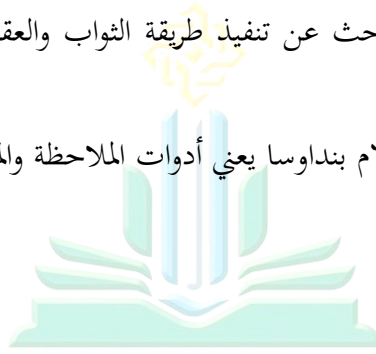 حث عن تنفيذ طريقة الثواب والعق
لام بنداوسا يعني أدوات الملاحظة والم